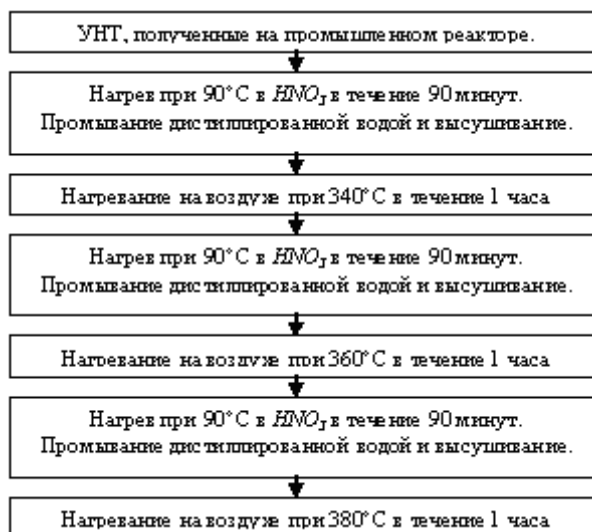 УНТ, полученные на промышленном реакторе.
Нагрев при 90°C в HNO₃ в течение 90 минут.
Промывание дистиллированной водой и высушивание.
Нагревание на воздухе при 340°C в течение 1 часа
Нагрев при 90°C в HNO₃ в течение 90 минут.
Промывание дистиллированной водой и высушивание.
Нагревание на воздухе при 360°C в течение 1 часа
Нагрев при 90°C в HNO₃ в течение 90 минут.
Промывание дистиллированной водой и высушивание.
Нагревание на воздухе при 380°C в течение 1 часа